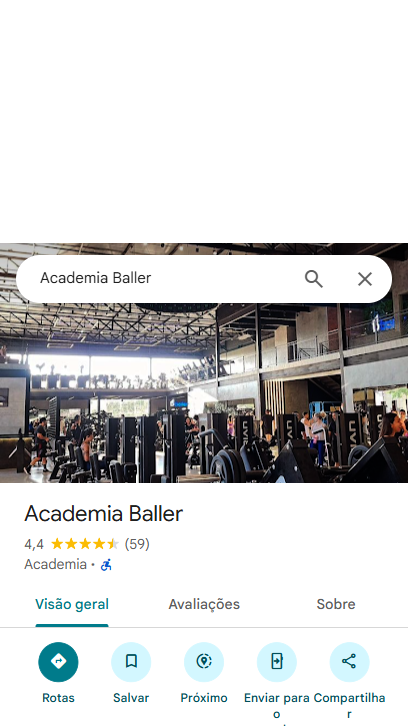 Academia Baller
Academia Baller
4,4 (59)
Academia ·
Visão geral Avaliações Sobre
Rotas Salvar Próximo Enviar para o Compartilhar